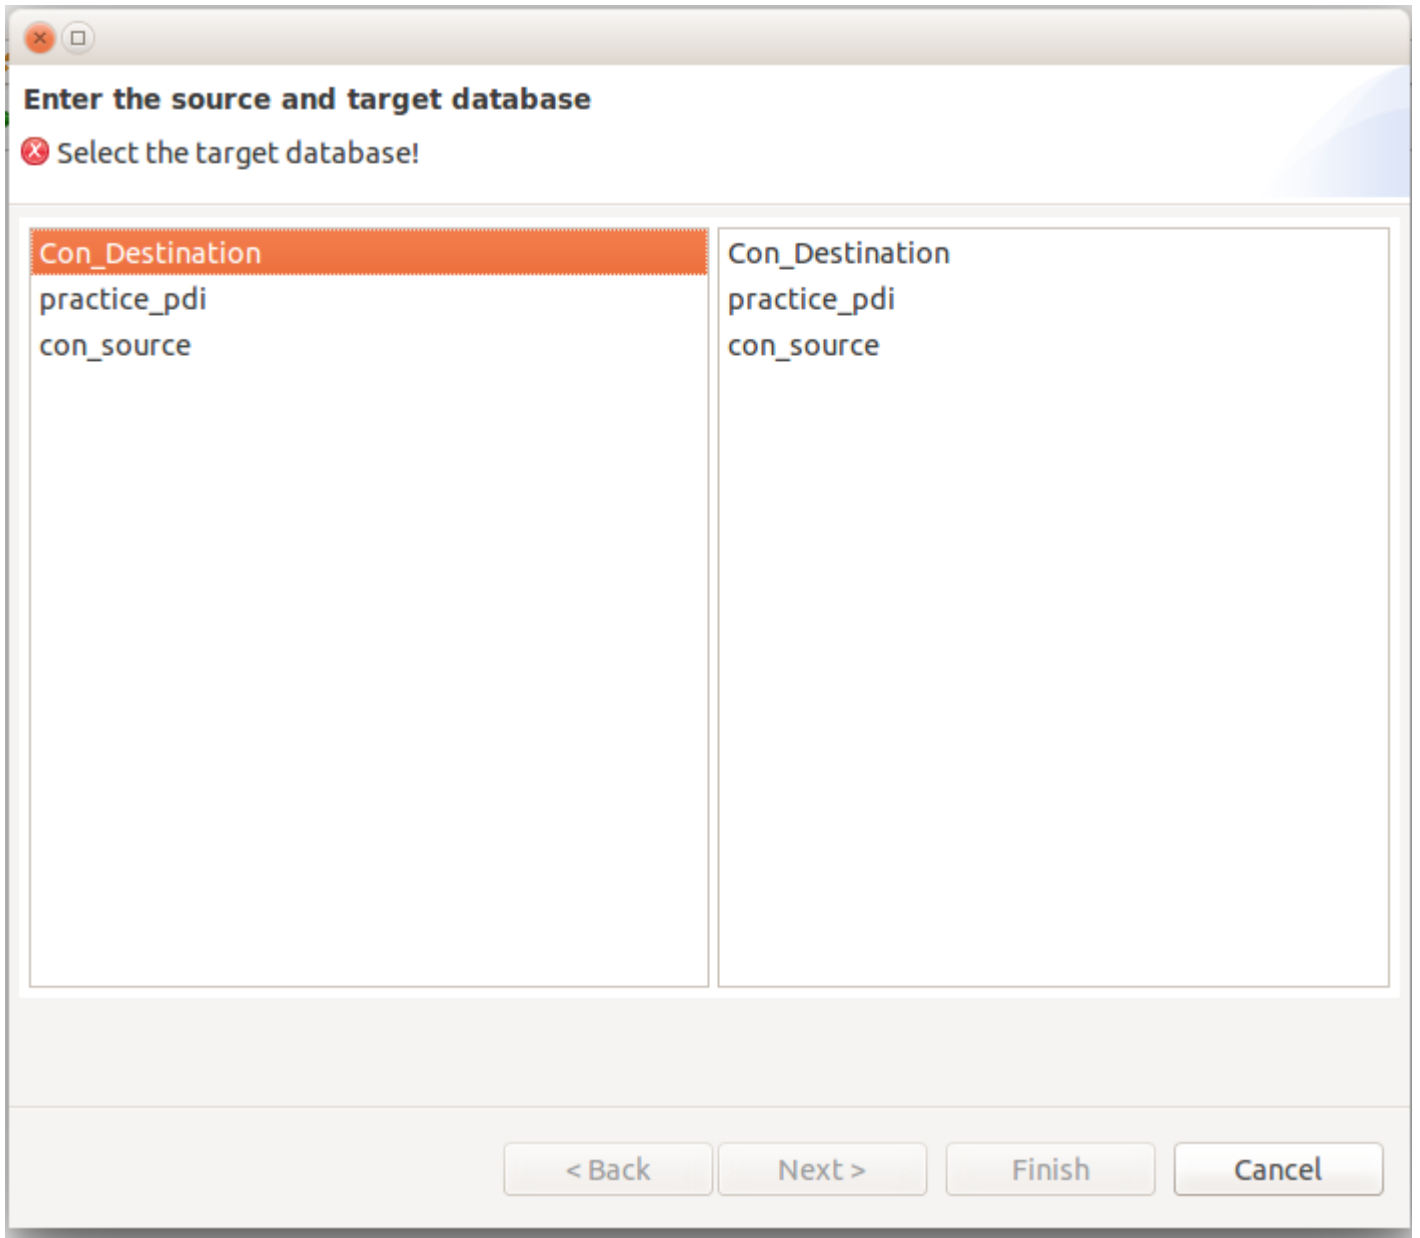 Enter the source and target database
Select the target database!
Con_Destination
practice_pdi
con_source
Con_Destination
practice_pdi
con_source
< Back
Next >
Finish
Cancel